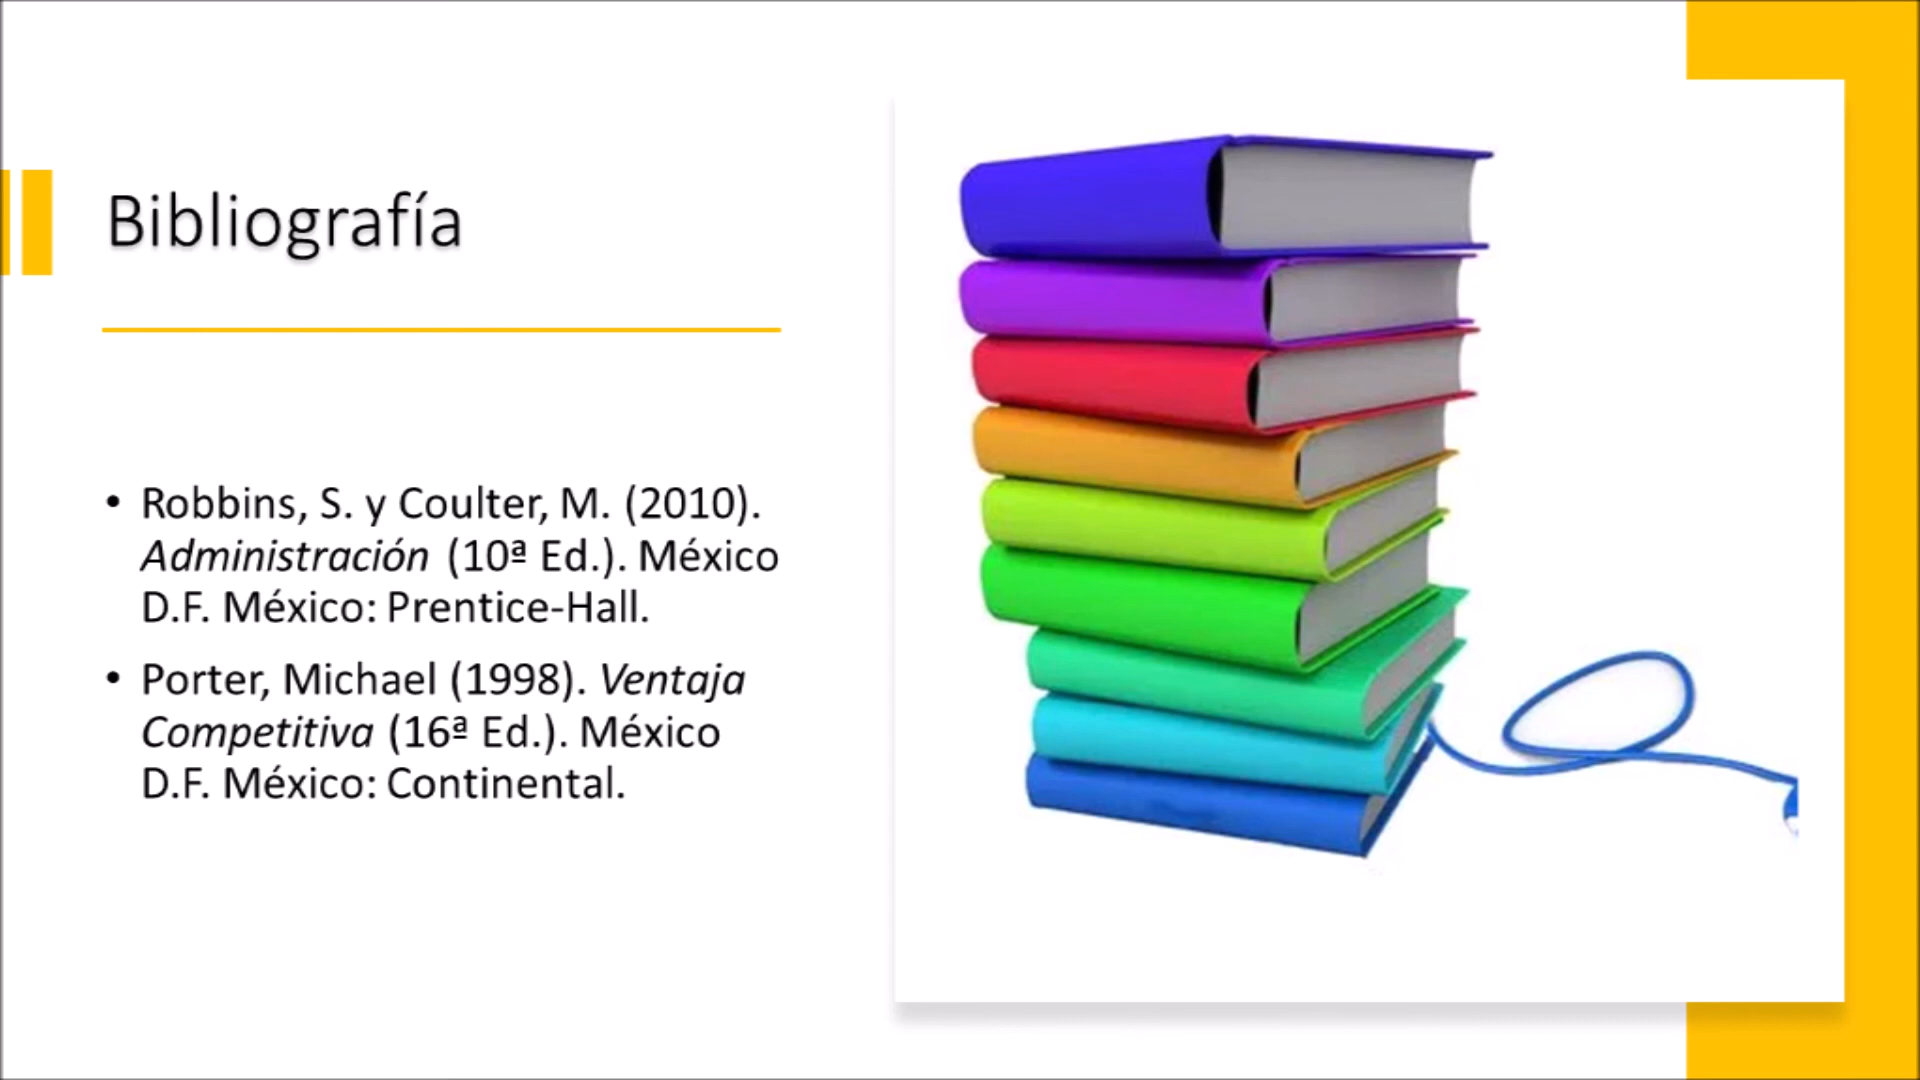 Bibliografía
• Robbins, S. y Coulter, M. (2010).
Administración (10ª Ed.). México
D.F. México: Prentice-Hall.
• Porter, Michael (1998). Ventaja
Competitiva (16ª Ed.). México
D.F. México: Continental.